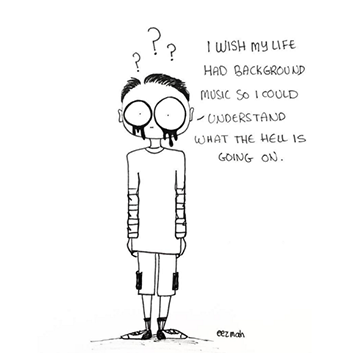 ? ? ?
I WISH MY LIFE
HAD BACKGROUND
MUSIC SO I COULD
UNDERSTAND
WHAT THE HELL IS
GOING ON.
eezmah